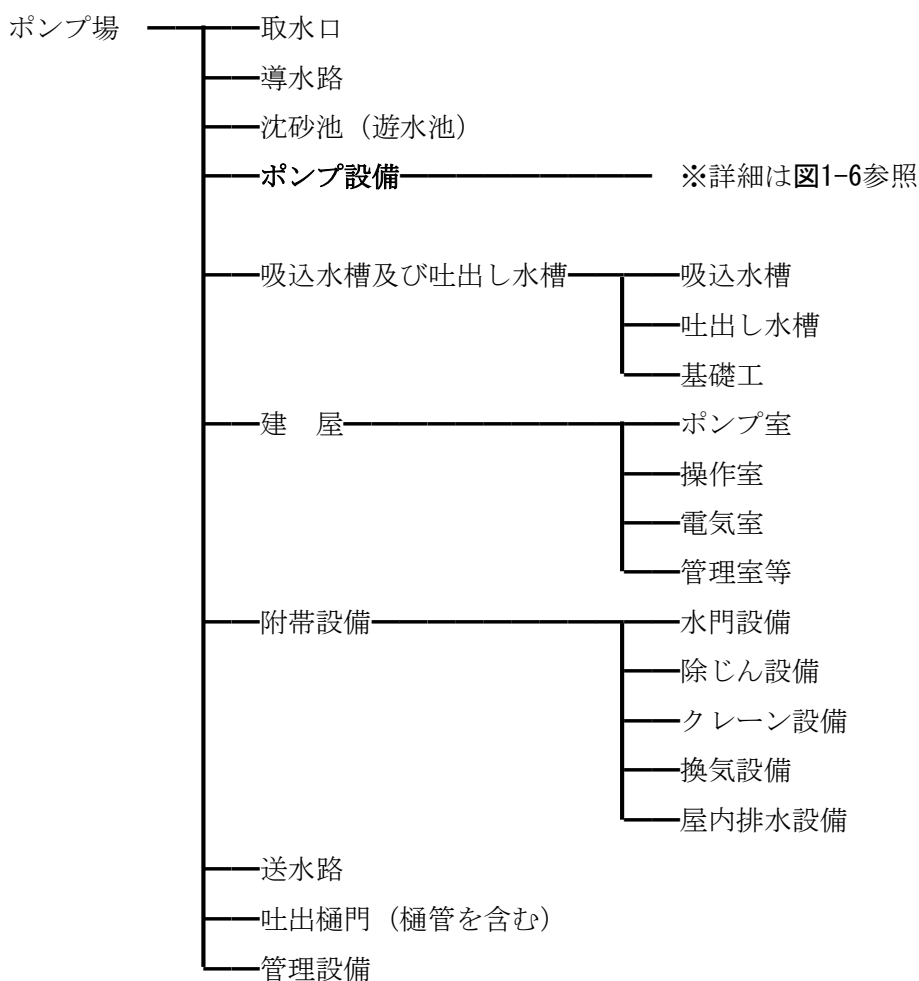 ポンプ場 取水口
導水路
沈砂池（遊水池）
ポンプ設備 ※詳細は図1-6参照
吸込水槽及び吐出し水槽 吸込水槽
吐出し水槽
基礎工
建　屋 ポンプ室
操作室
電気室
管理室等
附帯設備 水門設備
除じん設備
クレーン設備
換気設備
屋内排水設備
送水路
吐出樋門（樋管を含む）
管理設備